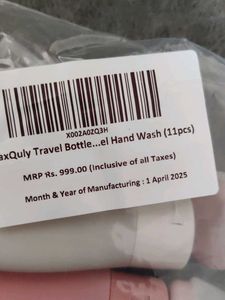 X002A0ZQ3H
axQuly Travel Bottle...el Hand Wash (11pcs)
MRP Rs. 999.00 (Inclusive of all Taxes)
Month & Year of Manufacturing : 1 April 2025